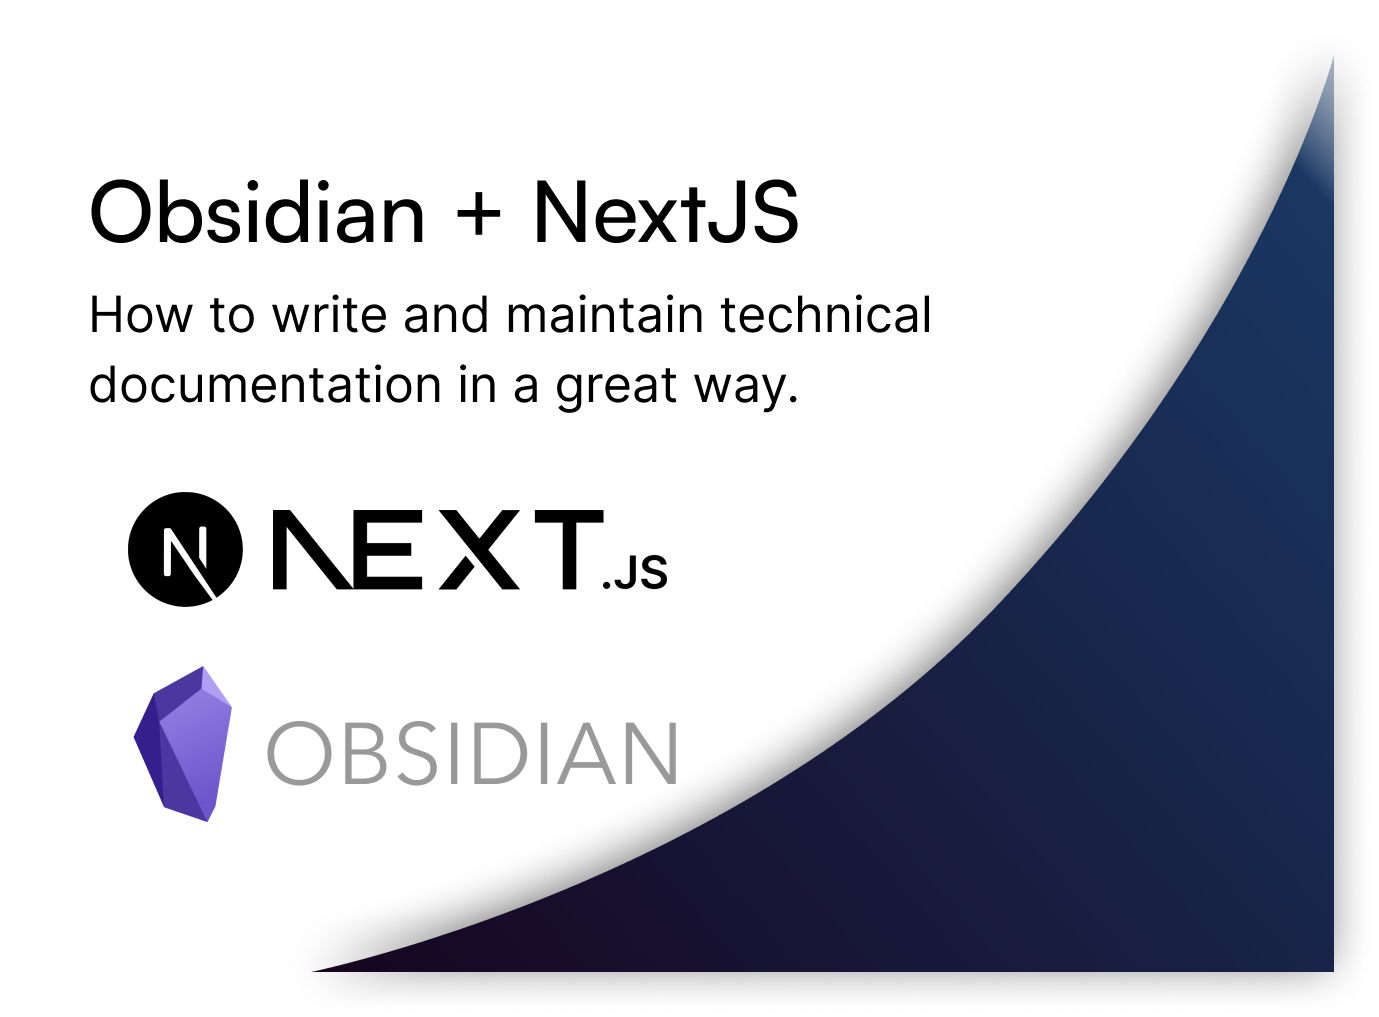 Obsidian + NextJS
How to write and maintain technical
documentation in a great way.
N NEXT.JS
OBSIDIAN